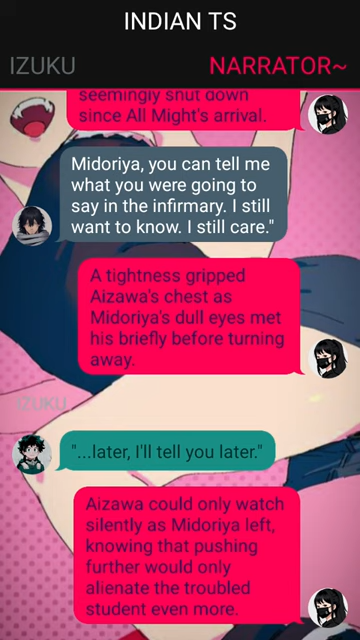 INDIAN TS
IZUKU
NARRATOR~
seemingly shut down
since All Might's arrival.
Midoriya, you can tell me
what you were going to
say in the infirmary. I still
want to know. I still care."
A tightness gripped
Aizawa's chest as
Midoriya's dull eyes met
his briefly before turning
away.
IZUKU
"...later, I'll tell you later."
Aizawa could only watch
silently as Midoriya left,
knowing that pushing
further would only
alienate the troubled
student even more.